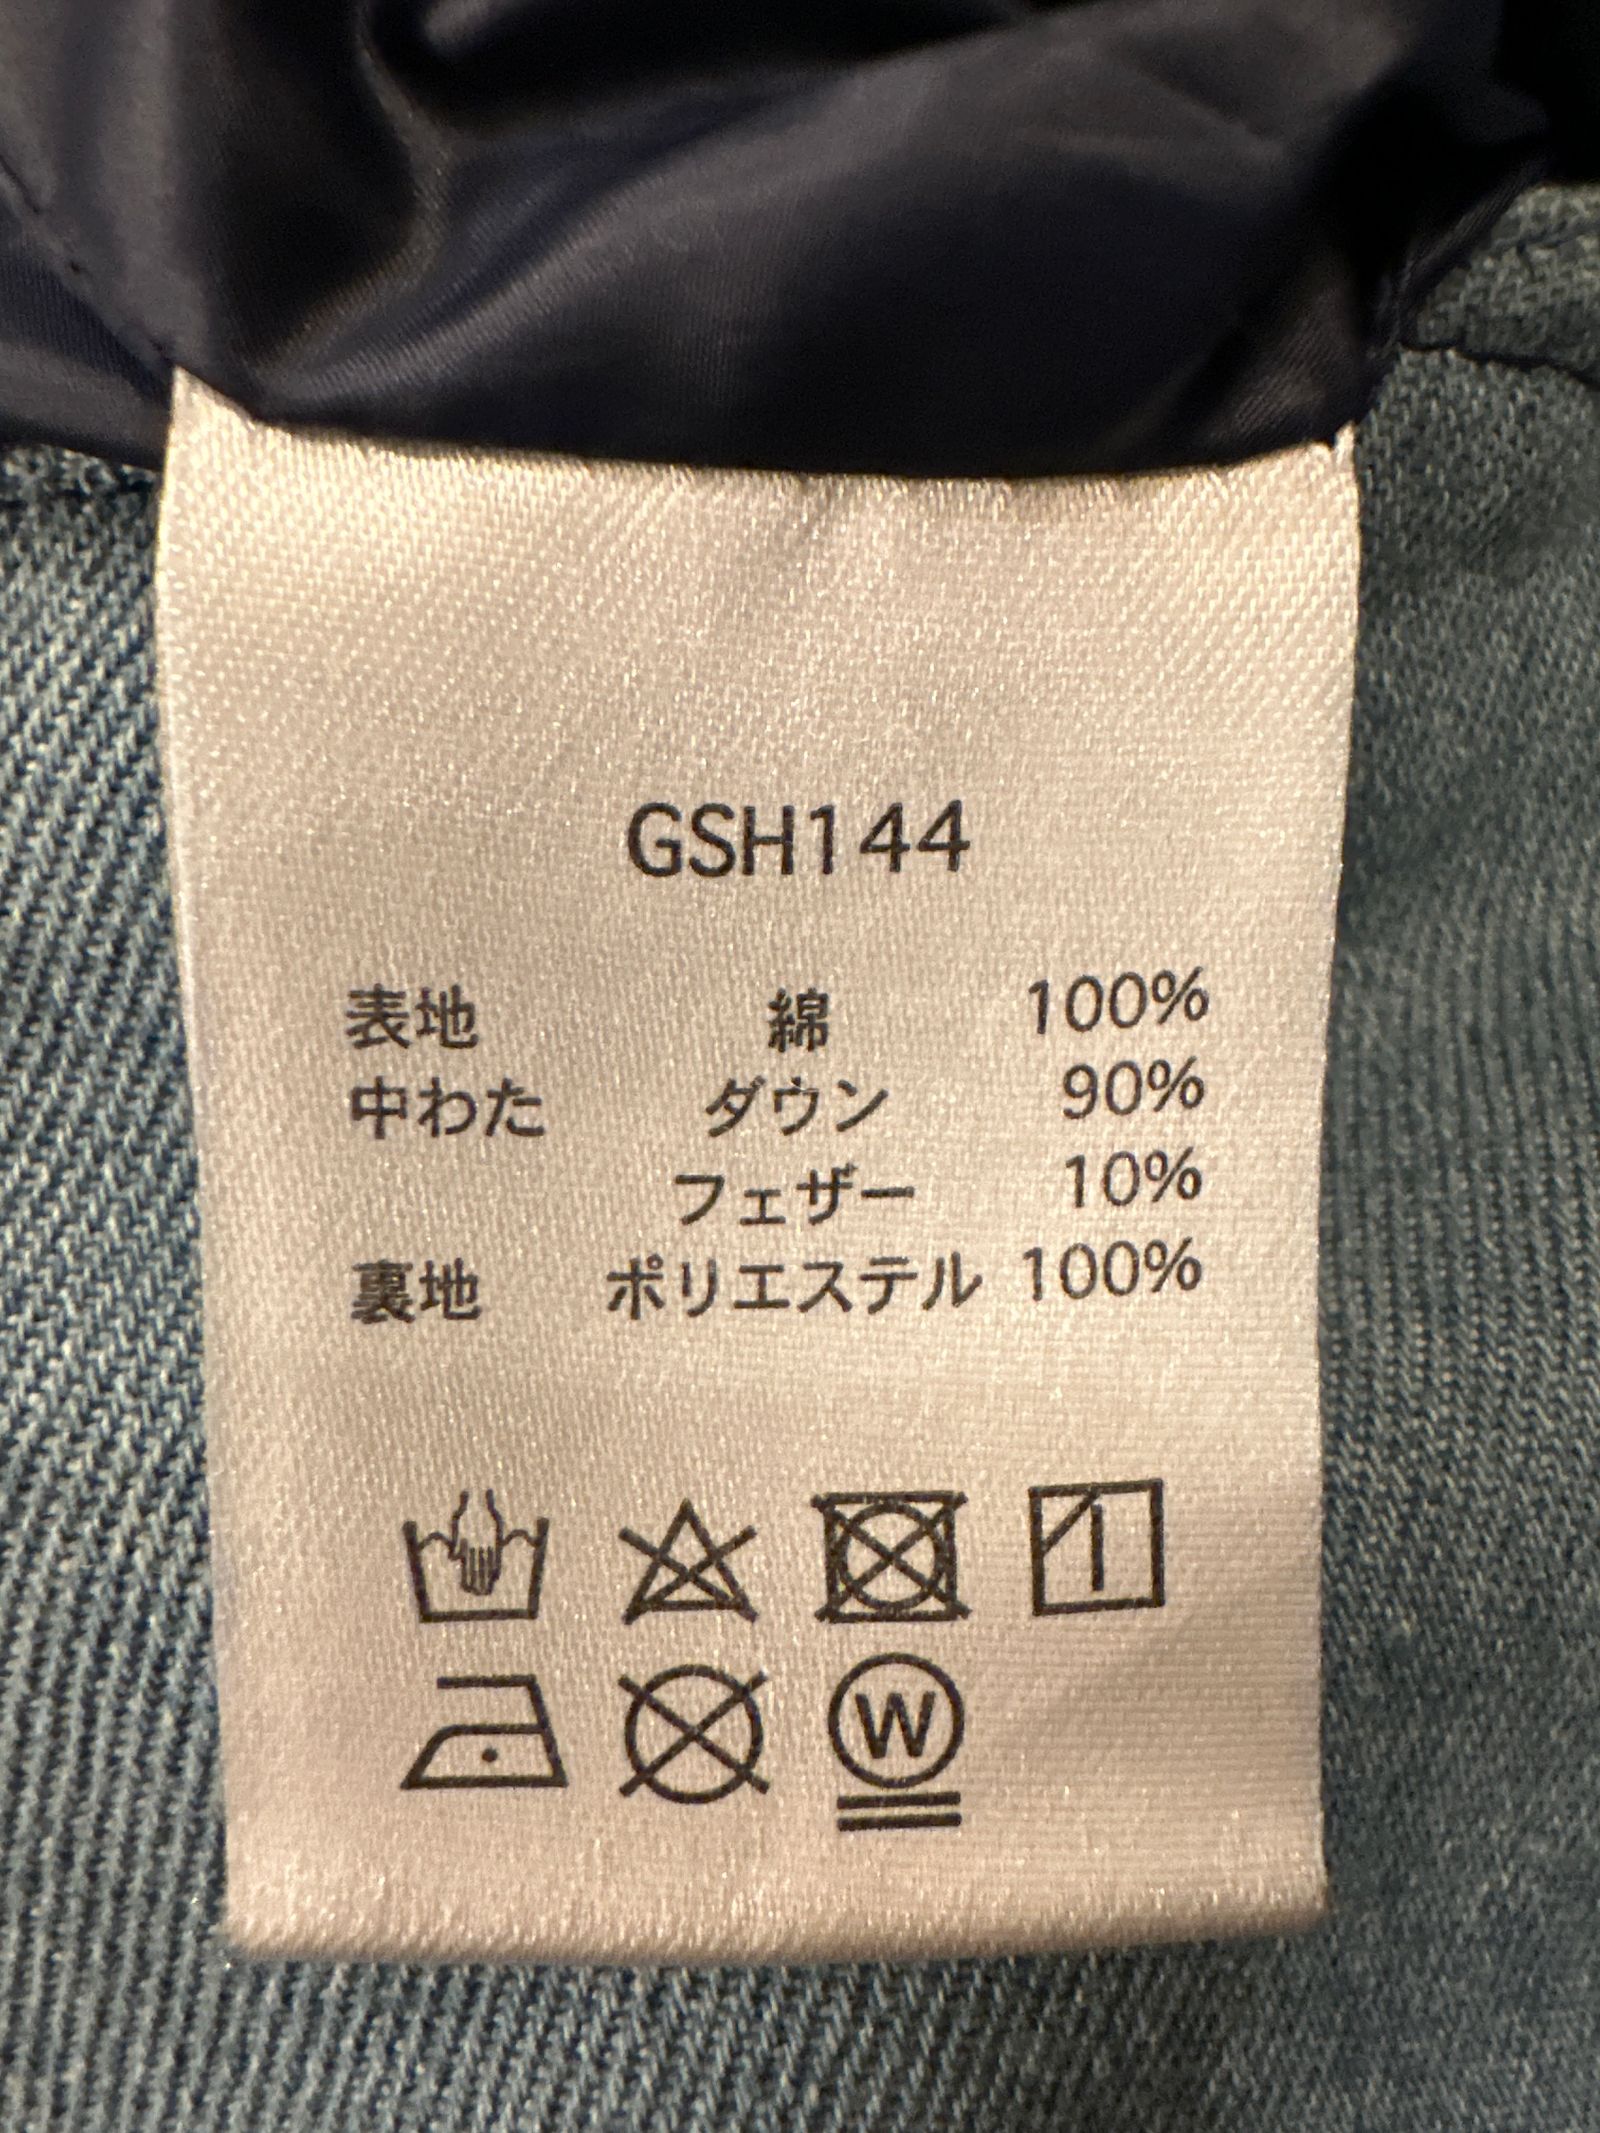 GSH144
表地 綿 100%
中わた ダウン 90%
フェザー 10%
裏地 ポリエステル 100%
W